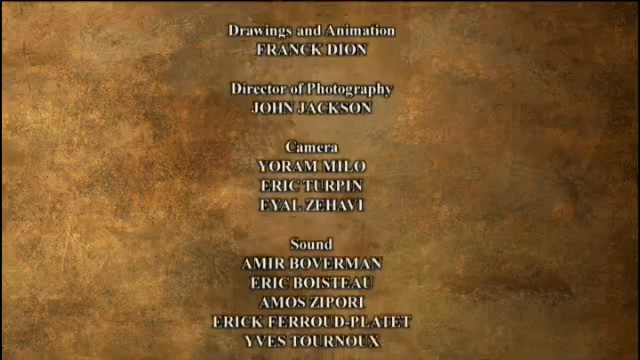 Drawings and Animation
FRANCK DION
Director of Photography
JOHN JACKSON
Camera
YORAM MILO
ERIC TURPIN
EYAL ZEHAVI
Sound
AMIR BOVERMAN
ERIC BOISTEAU
AMOS ZIPORI
ERICK FERROUD-PLATET
YVES TOURNOUX